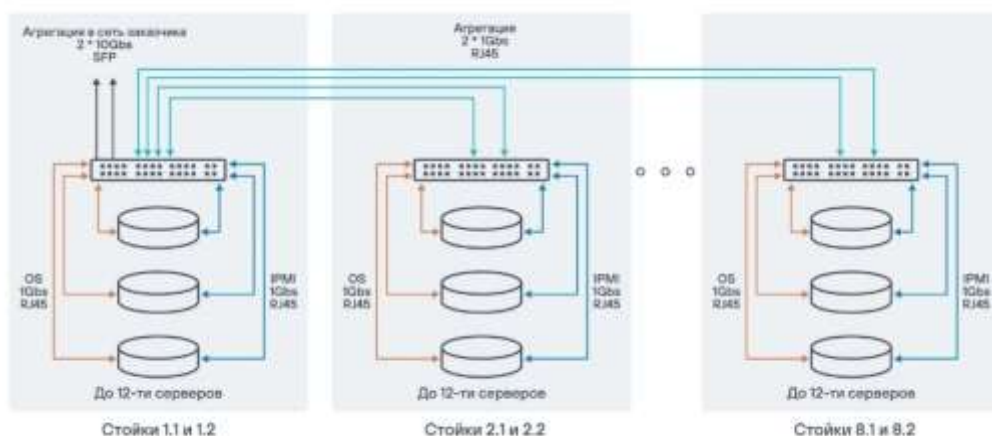 Агрегация в сеть заказчика
2 * 10Gbs
SFP
Агрегация
2 * 1Gbs
RJ45
OS
1Gbs
RJ45
IPMI
1Gbs
RJ45
OS
1Gbs
RJ45
IPMI
1Gbs
RJ45
OS
1Gbs
RJ45
IPMI
1Gbs
RJ45
До 12-ти серверов
До 12-ти серверов
До 12-ти серверов
Стойки 1.1 и 1.2
Стойки 2.1 и 2.2
Стойки 8.1 и 8.2